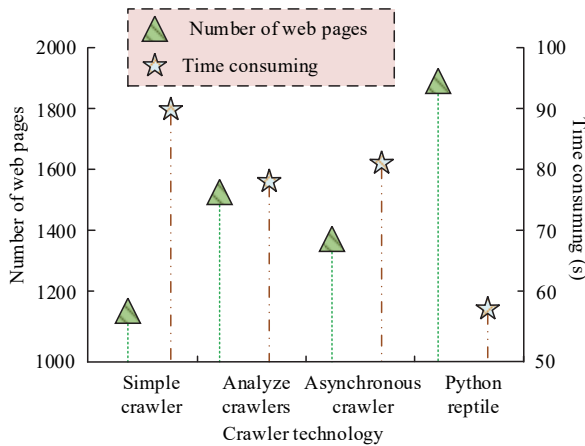 Number of web pages
Time consuming
2000
1800
1600
1400
1200
1000
Number of web pages
100
90
80
70
60
50
Time consuming (s)
Simple Analyze Asynchronous Python
crawler crawlers crawler reptile
Crawler technology